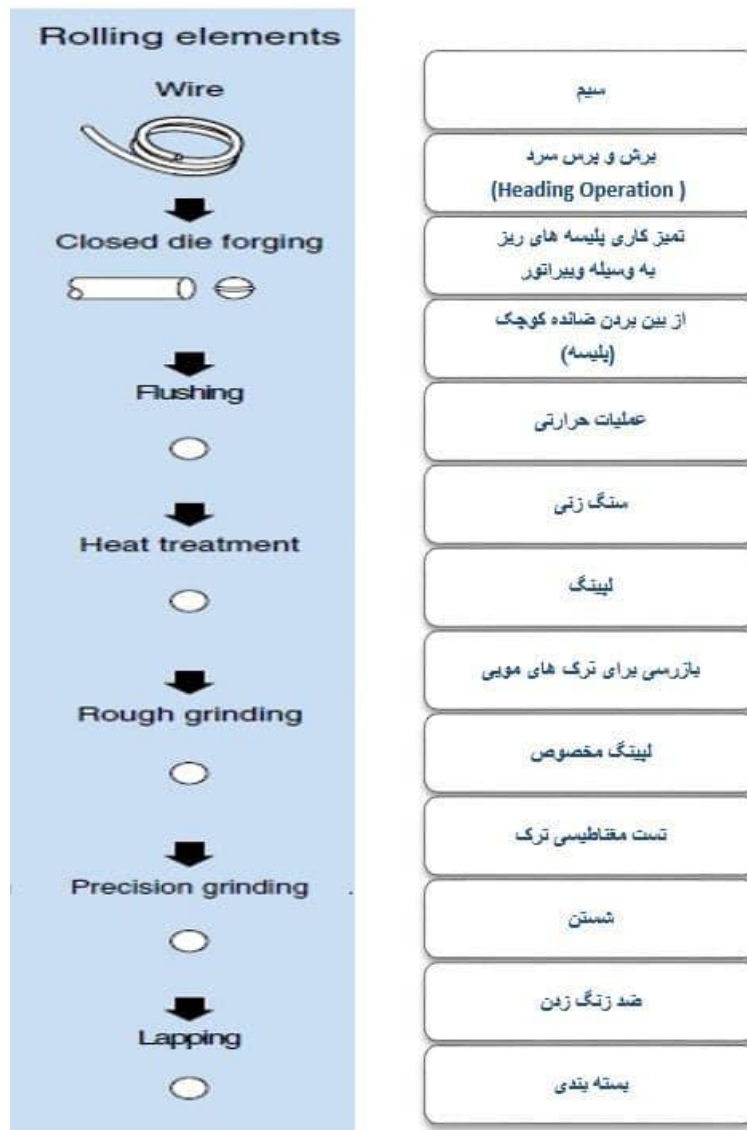 Rolling elements
Wire
Closed die forging
Flushing
Heat treatment
Rough grinding
Precision grinding
Lapping
سیم
برش و پرس سرد
(Heading Operation )
تمیز کاری پلیسه های ریز
به وسیله ویبراتور
از بین بردن ضانده کوچک
(پلیسه)
عملیات حرارتی
سنگ زنی
لپینگ
بازرسی برای ترک های مویی
لپینگ مخصوص
تست مغناطیسی ترک
شستن
ضد زنگ زدن
بسته بندی